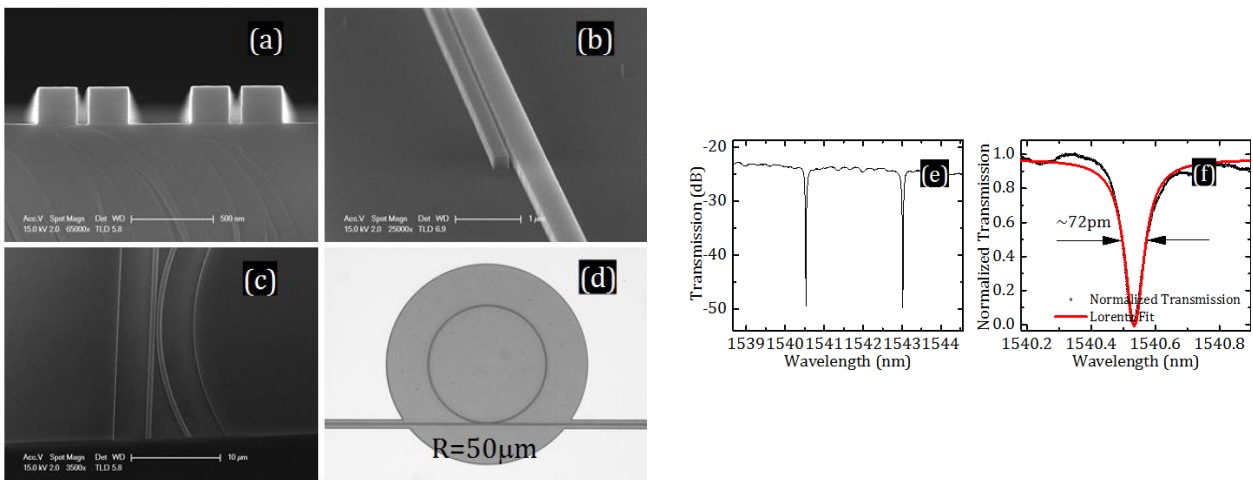 (a)
Acc.V Spot Magn Det WD
15.0 kV 2.0 65000x TLD 5.8
500 nm
(b)
Acc.V Spot Magn Det WD
15.0 kV 2.0 25000x TLD 6.9
1 µm
(c)
Acc.V Spot Magn Det WD
15.0 kV 2.0 3500x TLD 5.8
10 µm
(d)
R=50µm
(e)
Transmission (dB)
-20
-30
-40
-50
1539 1540 1541 1542 1543 1544
Wavelength (nm)
(f)
Normalized Transmission
1.0
0.8
0.6
0.4
0.2
0.0
~72pm
Normalized Transmission
Lorentz Fit
1540.2 1540.4 1540.6 1540.8
Wavelength (nm)